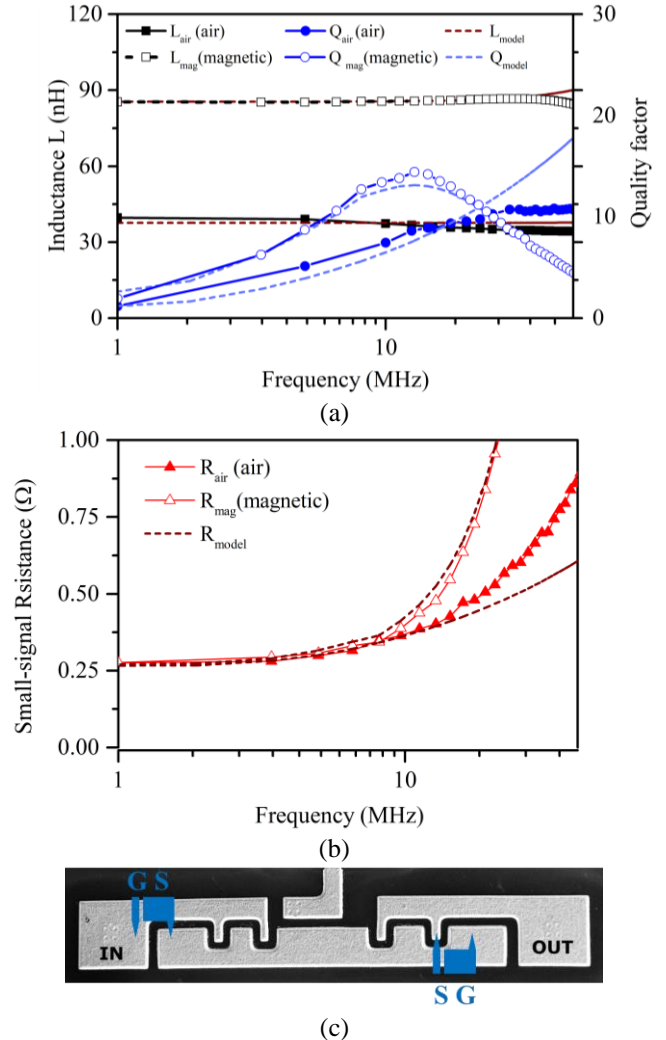 L_air (air) Q_air (air) L_model
L_mag(magnetic) Q_mag(magnetic) Q_model
120
90
60
30
0
30
20
10
0
Inductance L (nH)
Quality factor
1 10
Frequency (MHz)
(a)
1.00
0.75
0.50
0.25
0.00
R_air (air)
R_mag(magnetic)
R_model
Small-signal Rsistance (Ω)
1 10
Frequency (MHz)
(b)
G S
IN OUT
S G
(c)